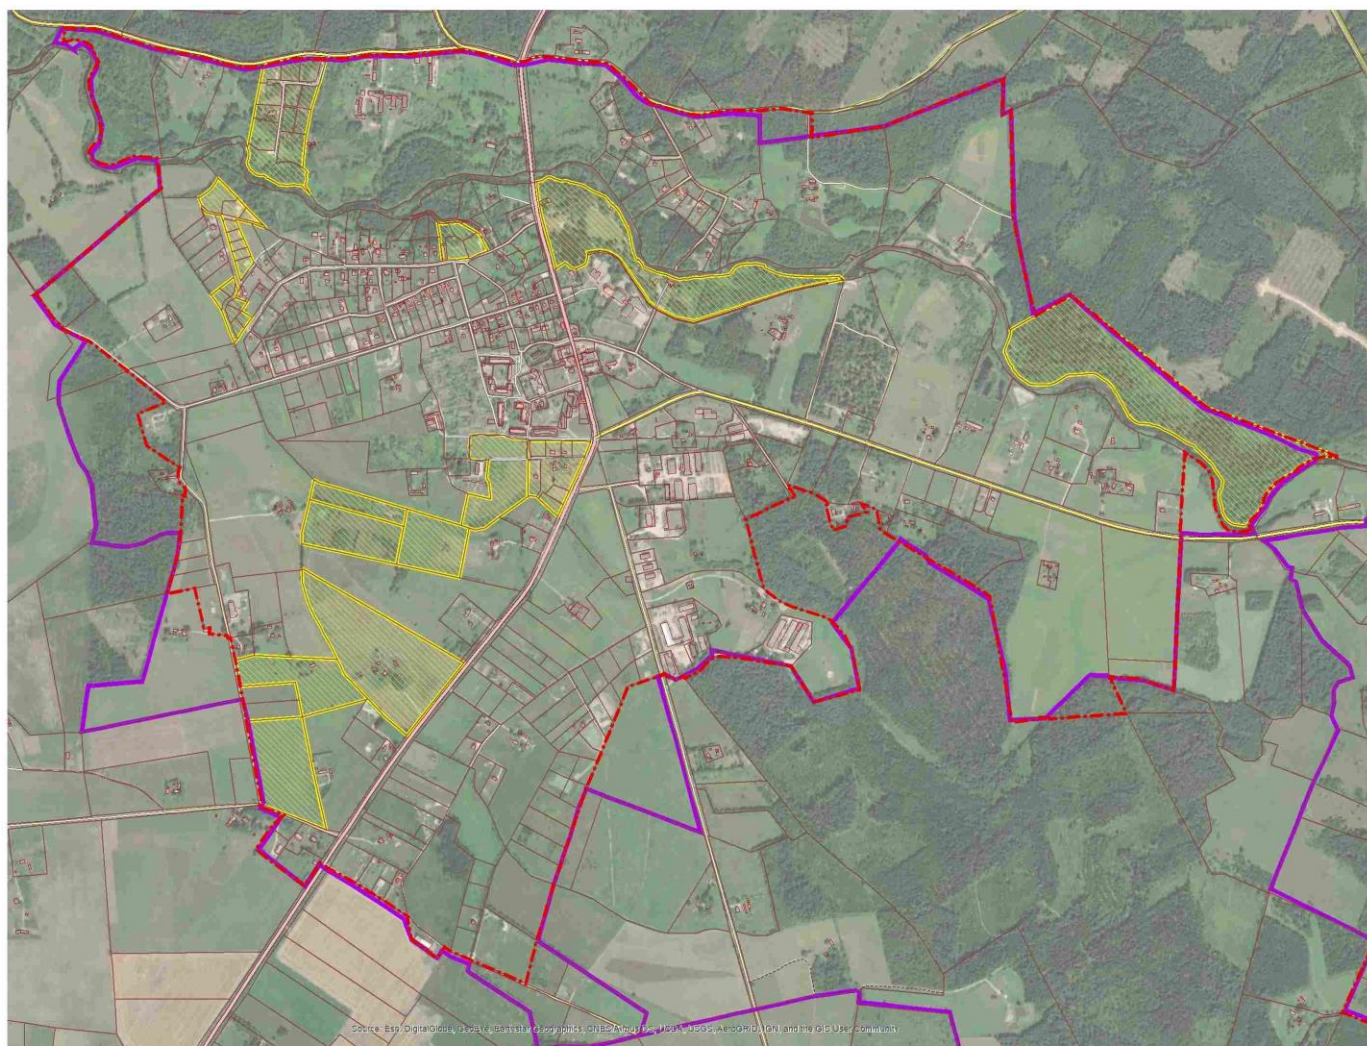 Source: Esri, DigitalGlobe, GeoEye, Earthstar Geographics, CNES/Airbus DS, USDA, USGS, AeroGRID, IGN, and the GIS User Community